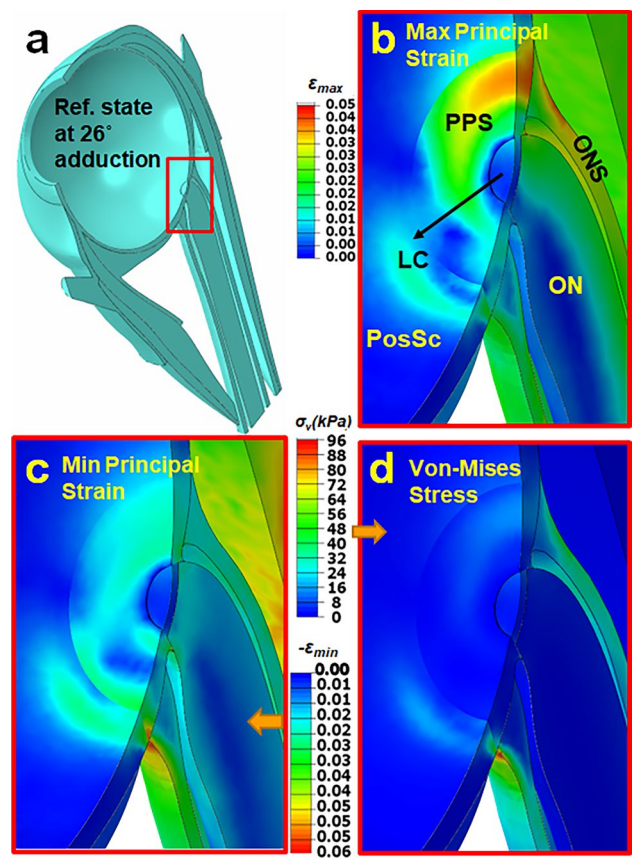 a
Ref. state
at 26°
adduction
εmax
0.05
0.04
0.04
0.03
0.03
0.03
0.02
0.02
0.01
0.01
0.01
0.00
0.00
b
Max Principal
Strain
PPS
ONS
LC
ON
PosSc
σv(kPa)
96
88
80
72
64
56
48
40
32
24
16
8
0
-εmin
0.00
0.01
0.01
0.02
0.02
0.03
0.03
0.04
0.04
0.05
0.05
0.06
c
Min Principal
Strain
d
Von-Mises
Stress